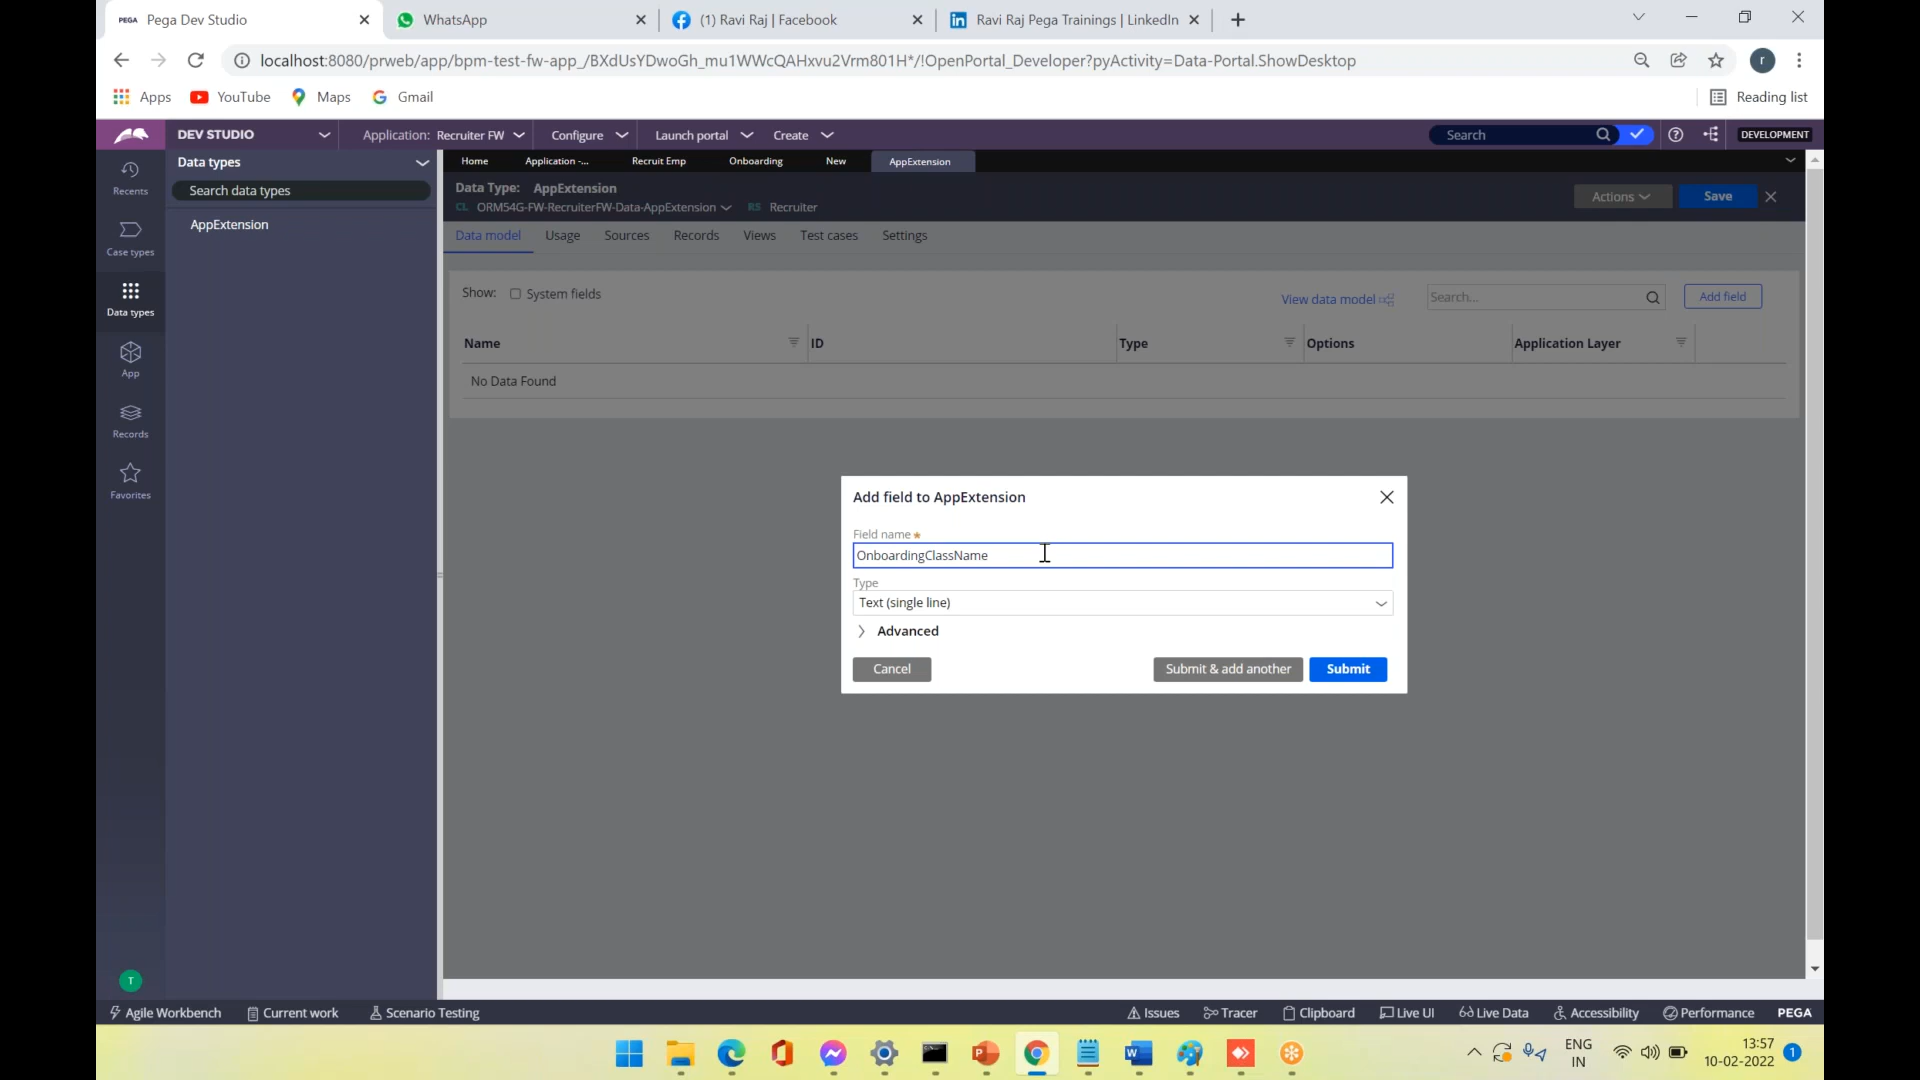 PEGA Pega Dev Studio
WhatsApp
(1) Ravi Raj | Facebook
in Ravi Raj Pega Trainings | LinkedIn
localhost:8080/prweb/app/bpm-test-fw-app_/BXdUsYDwoGh_mu1WWcQAHxvu2Vrm801H*/!OpenPortal_Developer?pyActivity=Data-Portal.ShowDesktop
r
Apps YouTube Maps Gmail
Reading list
DEV STUDIO
Application: Recruiter FW
Configure
Launch portal
Create
Search
DEVELOPMENT
Recents
Case types
Data types
App
Records
Favorites
T
Data types
Search data types
AppExtension
Home Application -... Recruit Emp Onboarding New AppExtension
Data Type: AppExtension
CL ORM54G-FW-RecruiterFW-Data-AppExtension RS Recruiter
Actions Save
Data model Usage Sources Records Views Test cases Settings
Show: System fields
View data model
Search...
Add field
Name ID Type Options Application Layer
No Data Found
Add field to AppExtension
Field name
OnboardingClassName
Type
Text (single line)
Advanced
Cancel Submit & add another Submit
Agile Workbench Current work Scenario Testing
Issues Tracer Clipboard Live UI Live Data Accessibility Performance PEGA
ENG
IN
13:57
10-02-2022
1